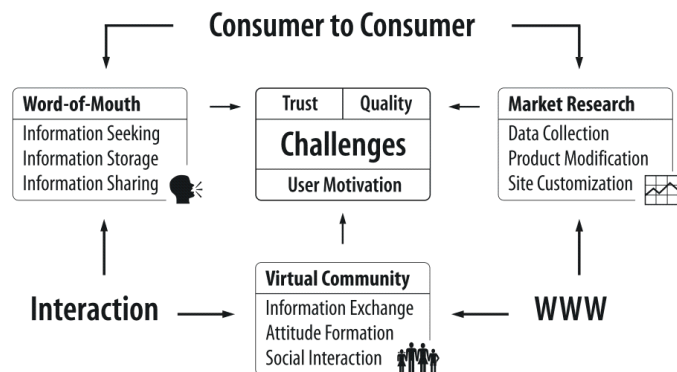 Consumer to Consumer
Word-of-Mouth
Information Seeking
Information Storage
Information Sharing
Trust
Quality
Challenges
User Motivation
Market Research
Data Collection
Product Modification
Site Customization
Interaction
Virtual Community
Information Exchange
Attitude Formation
Social Interaction
WWW